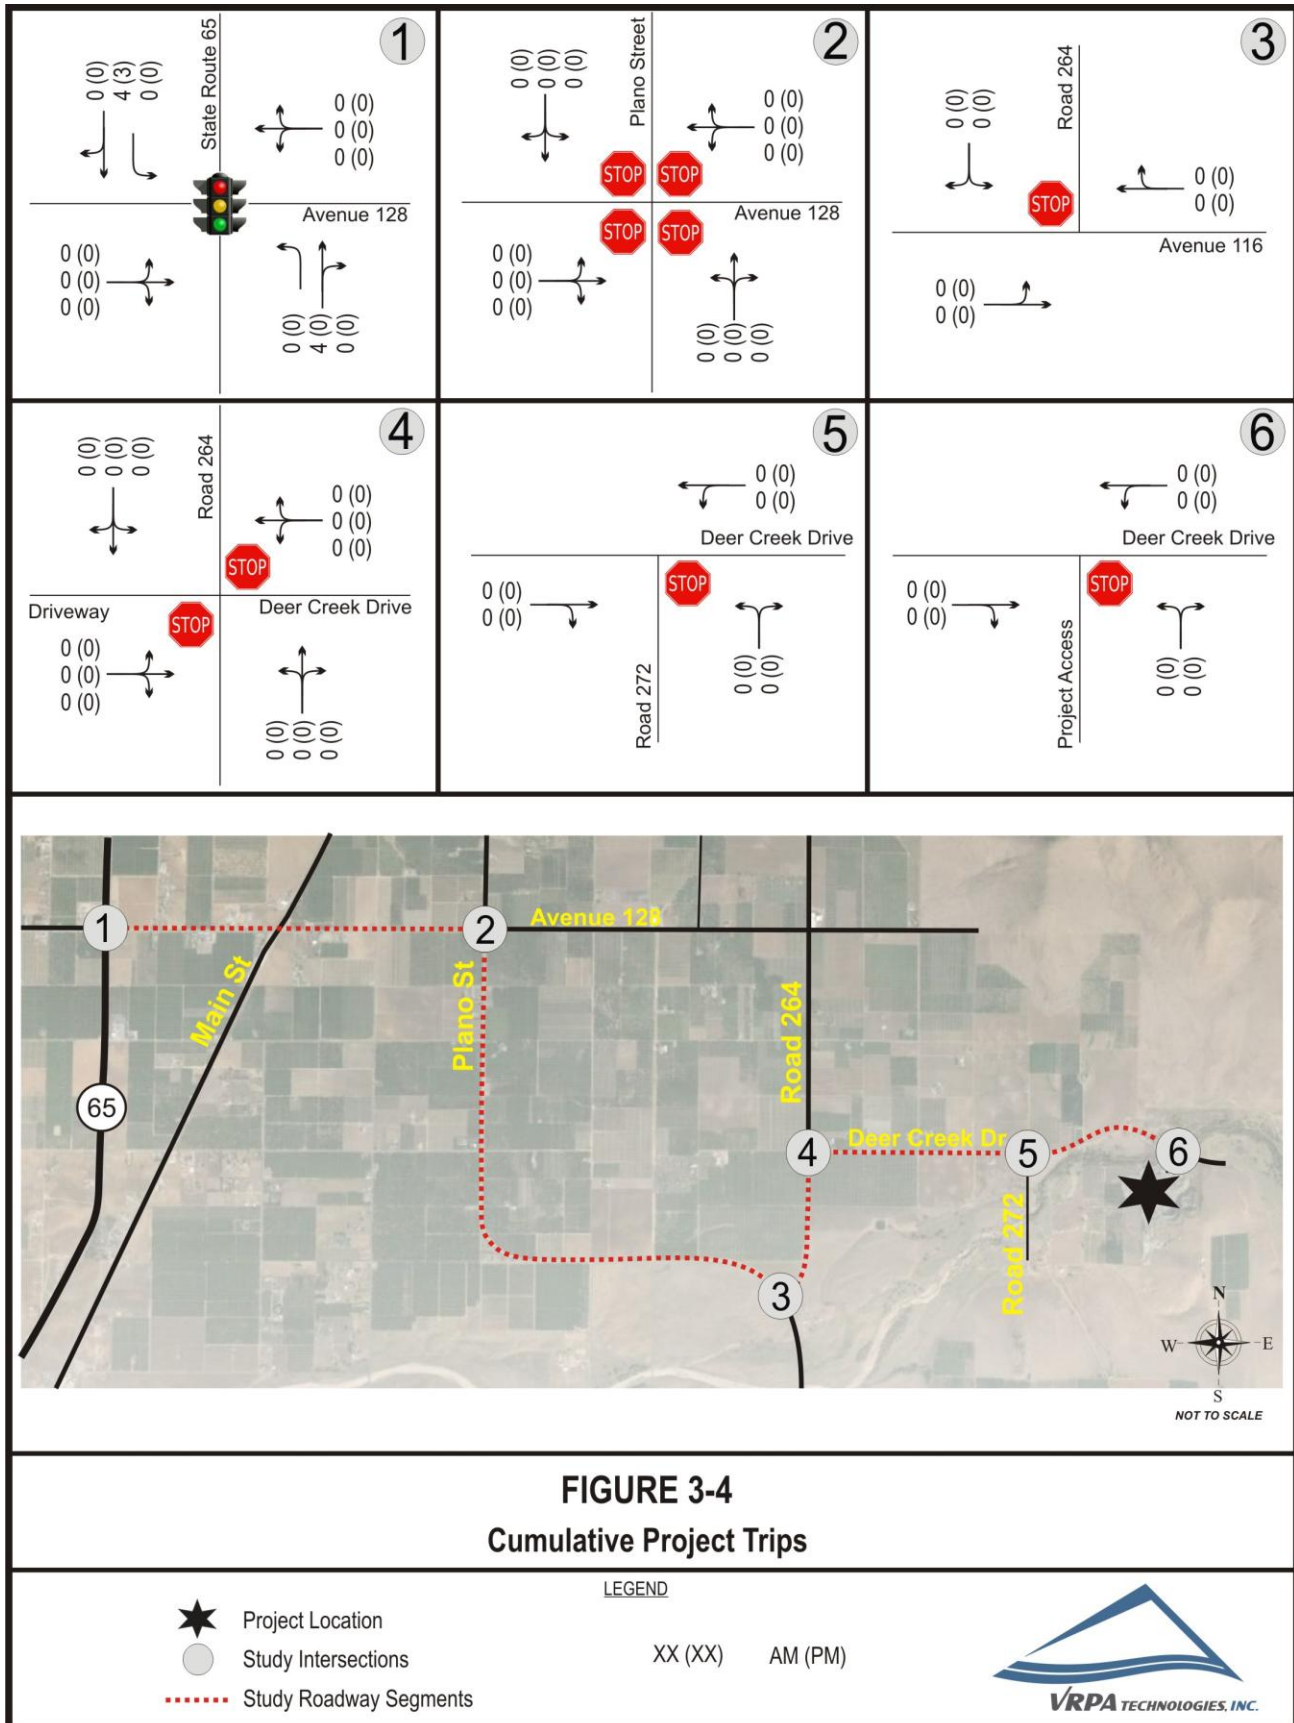 1
State Route 65
0 (0)
4 (3)
0 (0)
0 (0)
0 (0)
0 (0)
Avenue 128
0 (0)
0 (0)
0 (0)
0 (0)
4 (0)
0 (0)
2
Plano Street
0 (0)
0 (0)
0 (0)
0 (0)
0 (0)
0 (0)
STOP
STOP
STOP
STOP
Avenue 128
0 (0)
0 (0)
0 (0)
0 (0)
0 (0)
0 (0)
3
Road 264
0 (0)
0 (0)
0 (0)
0 (0)
STOP
Avenue 116
0 (0)
0 (0)
4
Road 264
0 (0)
0 (0)
0 (0)
0 (0)
0 (0)
0 (0)
STOP
Driveway
STOP
Deer Creek Drive
0 (0)
0 (0)
0 (0)
0 (0)
0 (0)
0 (0)
5
0 (0)
0 (0)
Deer Creek Drive
0 (0)
0 (0)
STOP
Road 272
0 (0)
0 (0)
6
0 (0)
0 (0)
Deer Creek Drive
0 (0)
0 (0)
STOP
Project Access
0 (0)
0 (0)
1
2
Avenue 128
Main St
Plano St
Road 264
65
4
Deer Creek Dr
5
6
Road 272
3
N
W
E
S
NOT TO SCALE
FIGURE 3-4
Cumulative Project Trips
LEGEND
Project Location
Study Intersections
Study Roadway Segments
XX (XX) AM (PM)
VRPA TECHNOLOGIES, INC.